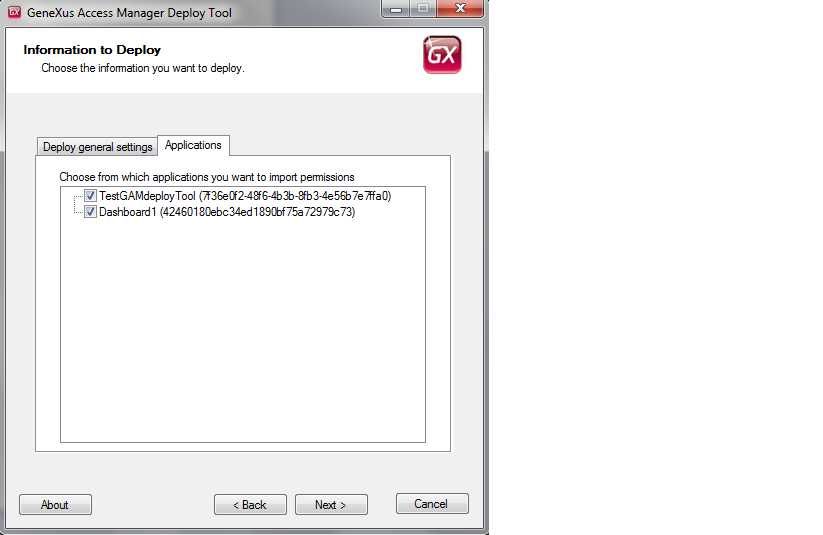 GeneXus Access Manager Deploy Tool
Information to Deploy
Choose the information you want to deploy.
GX
Deploy general settings
Applications
Choose from which applications you want to import permissions
TestGAMdeployTool (7f36e0f2-48f6-4b3b-8fb3-4e56b7e7ffa0)
Dashboard1 (42460180ebc34ed1890bf75a72979c73)
About
< Back
Next >
Cancel